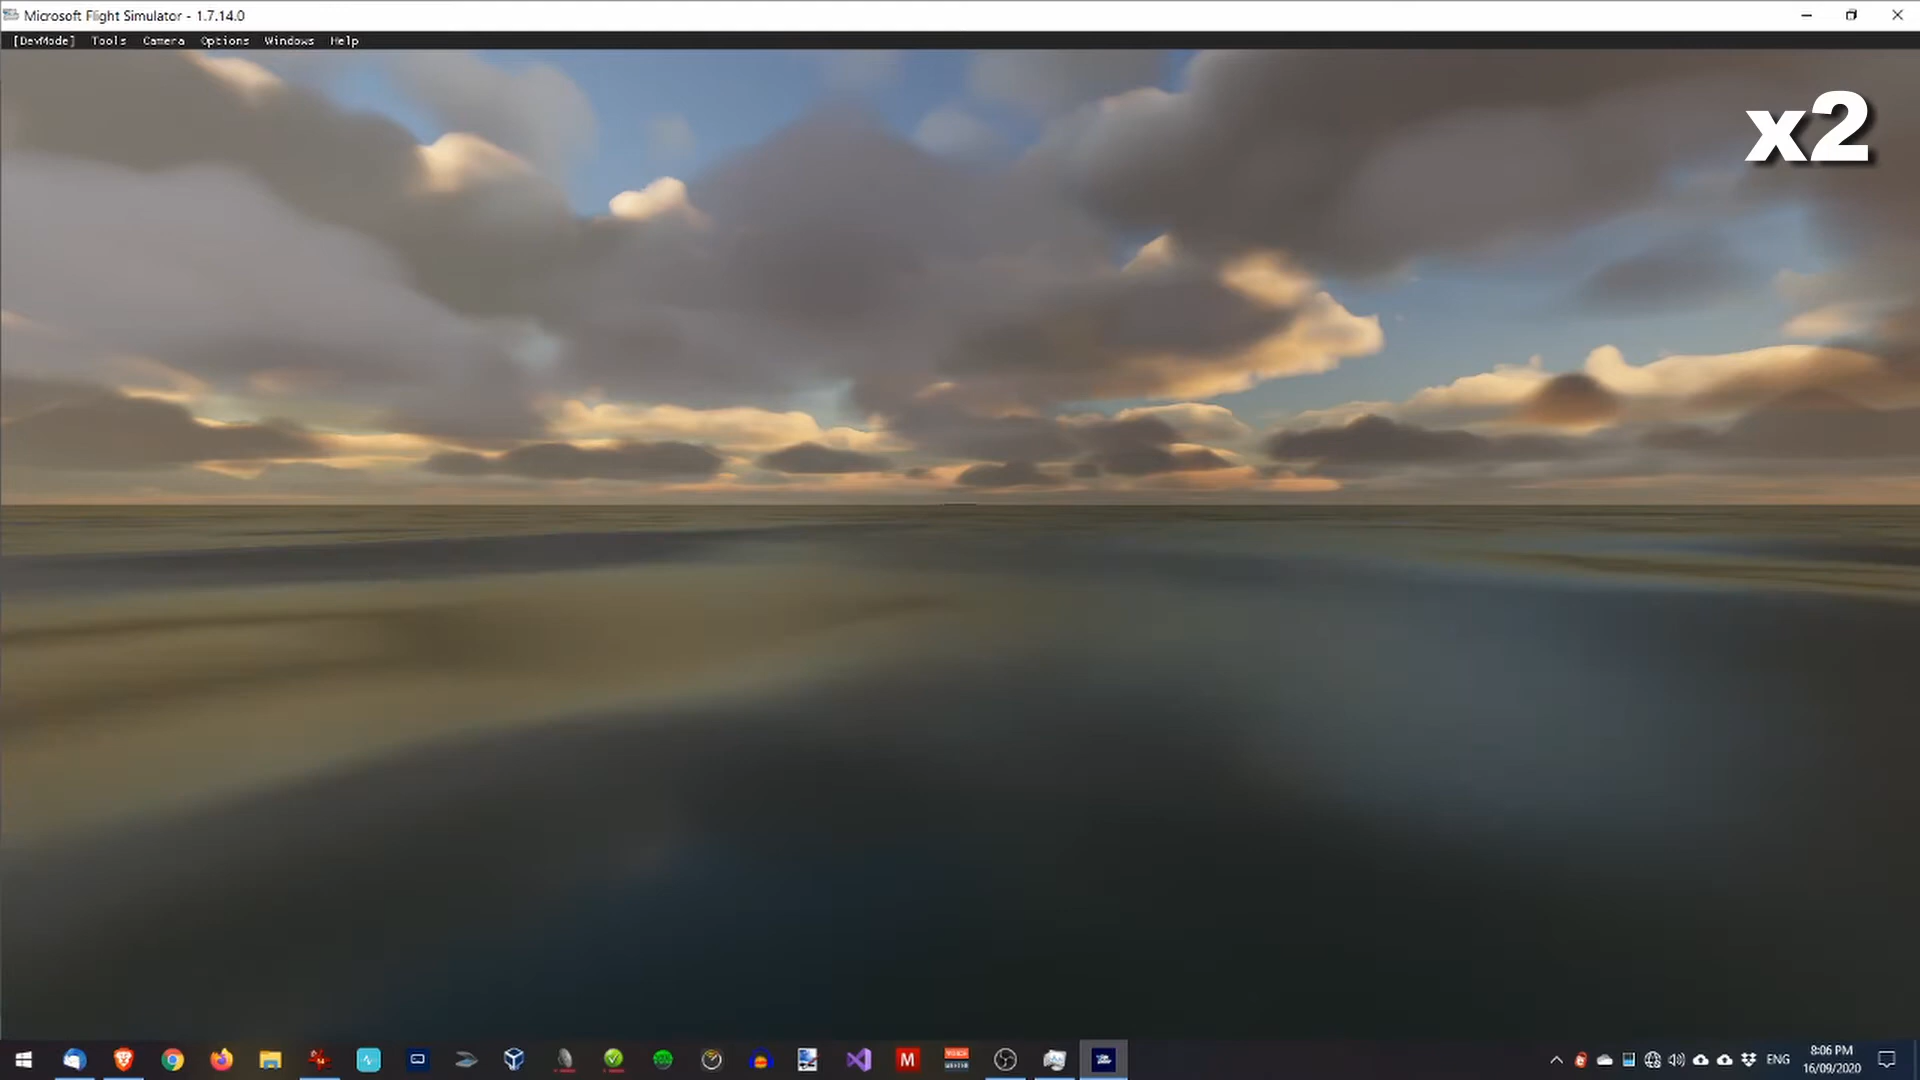 Microsoft Flight Simulator - 1.7.14.0
[DevMode] Tools Camera Options Windows Help
x2
M
ENG
8:06 PM
16/09/2020